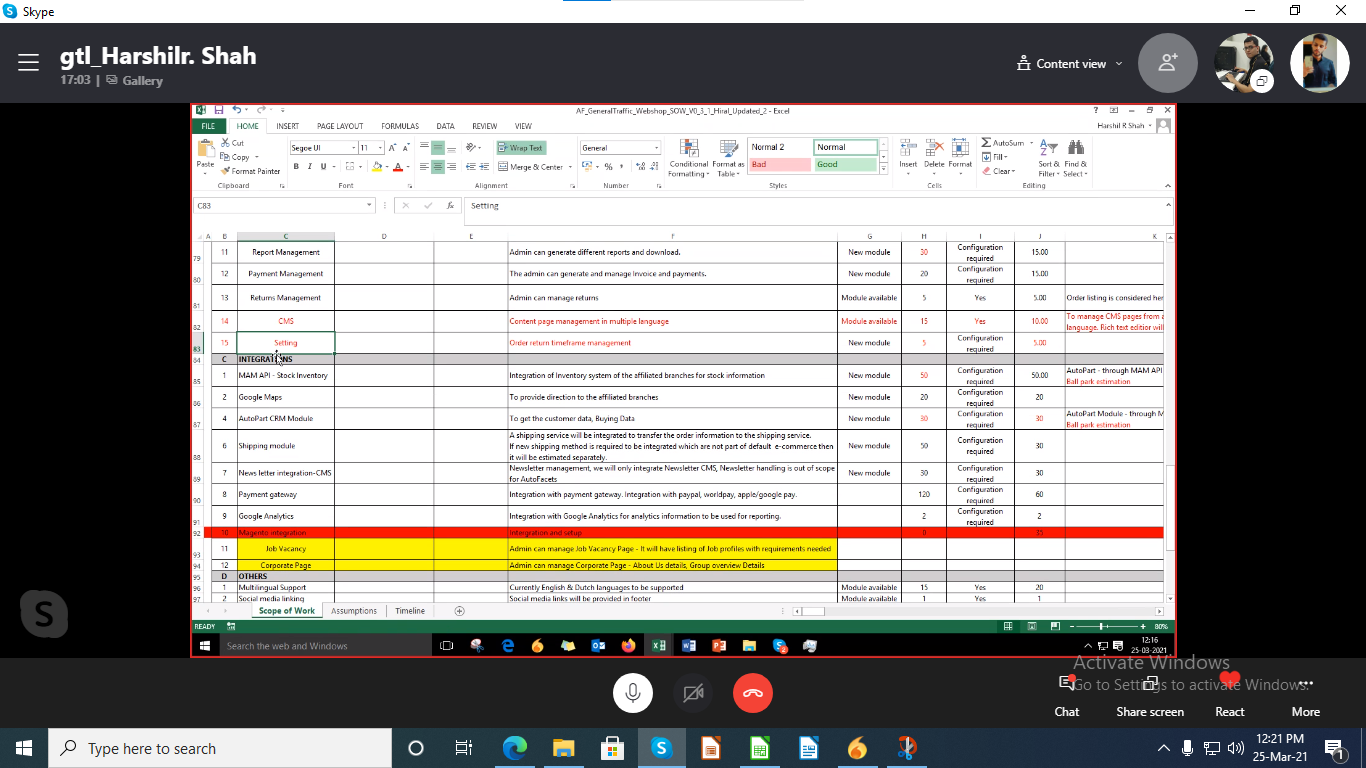 Skype
gtl_Harshilr. Shah
17:03 | Gallery
Content view
AF_GeneralTraffic_Webshop_SOW_V0_3_1_Hiral_Updated_2 - Excel
FILE HOME INSERT PAGE LAYOUT FORMULAS DATA REVIEW VIEW
Harshil R Shah
Paste
Cut
Copy
Format Painter
Segoe UI 11
B I U
Wrap Text
Merge & Center
General
Conditional Formatting
Format as Table
Normal 2 Normal
Bad Good
Insert Delete Format
AutoSum
Fill
Clear
Sort & Filter
Find & Select
Clipboard Font Alignment Number Styles Cells Editing
C83 fx Setting
A B C D E F G H I J K
79 11 Report Management Admin can generate different reports and download. New module 30 Configuration required 15.00
80 12 Payment Management The admin can generate and manage Invoice and payments. New module 20 Configuration required 15.00
81 13 Returns Management Admin can manage returns Module available 5 Yes 5.00 Order listing is considered her
82 14 CMS Content page management in multiple language Module available 15 Yes 10.00 To manage CMS pages from a
language. Rich text editior will
83 15 Setting Order return timeframe management New module 5 Configuration required 5.00
84 C INTEGRATIONS
85 1 MAM API - Stock Inventory Integration of Inventory system of the affiliated branches for stock information New module 50 Configuration required 50.00 AutoPart - through MAM API
Ball park estimation
86 2 Google Maps To provide direction to the affiliated branches New module 20 Configuration required 20
87 4 AutoPart CRM Module To get the customer data, Buying Data New module 30 Configuration required 30 AutoPart Module - through M
Ball park estimation
88 6 Shipping module A shipping service will be integrated to transfer the order information to the shipping service.
If new shipping method is required to be integrated which are not part of default e-commerce then
it will be estimated separately. New module 50 Configuration required 30
89 7 News letter integration-CMS Newsletter management, we will only integrate Newsletter CMS, Newsletter handling is out of scope
for AutoFacets New module 30 Configuration required 30
90 8 Payment gateway Integration with payment gateway. Integration with paypal, worldpay, apple/google pay. 120 Configuration required 60
91 9 Google Analytics Integration with Google Analytics for analytics information to be used for reporting. 2 Configuration required 2
92 10 Magento integration Intergration and setup 0 35
93 11 Job Vacancy Admin can manage Job Vacancy Page - It will have listing of Job profiles with requirements needed
94 12 Corporate Page Admin can manage Corporate Page - About Us details, Group overview Details
95 D OTHERS
96 1 Multilingual Support Currently English & Dutch languages to be supported Module available 15 Yes 20
97 2 Social media linking Social media links will be provided in footer Module available 1 Yes 1
Scope of Work Assumptions Timeline
READY 80%
Search the web and Windows
12:16
25-03-2021
Activate Windows
Go to Settings to activate Windows.
Chat Share screen React More
Type here to search
12:21 PM
25-Mar-21
1